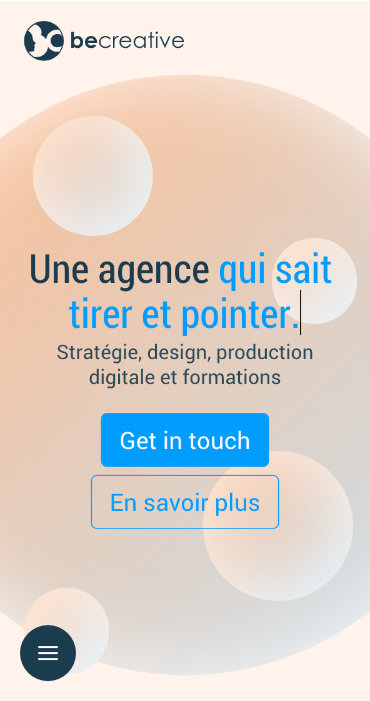 becreative
Une agence qui sait
tirer et pointer.
Stratégie, design, production
digitale et formations
Get in touch
En savoir plus